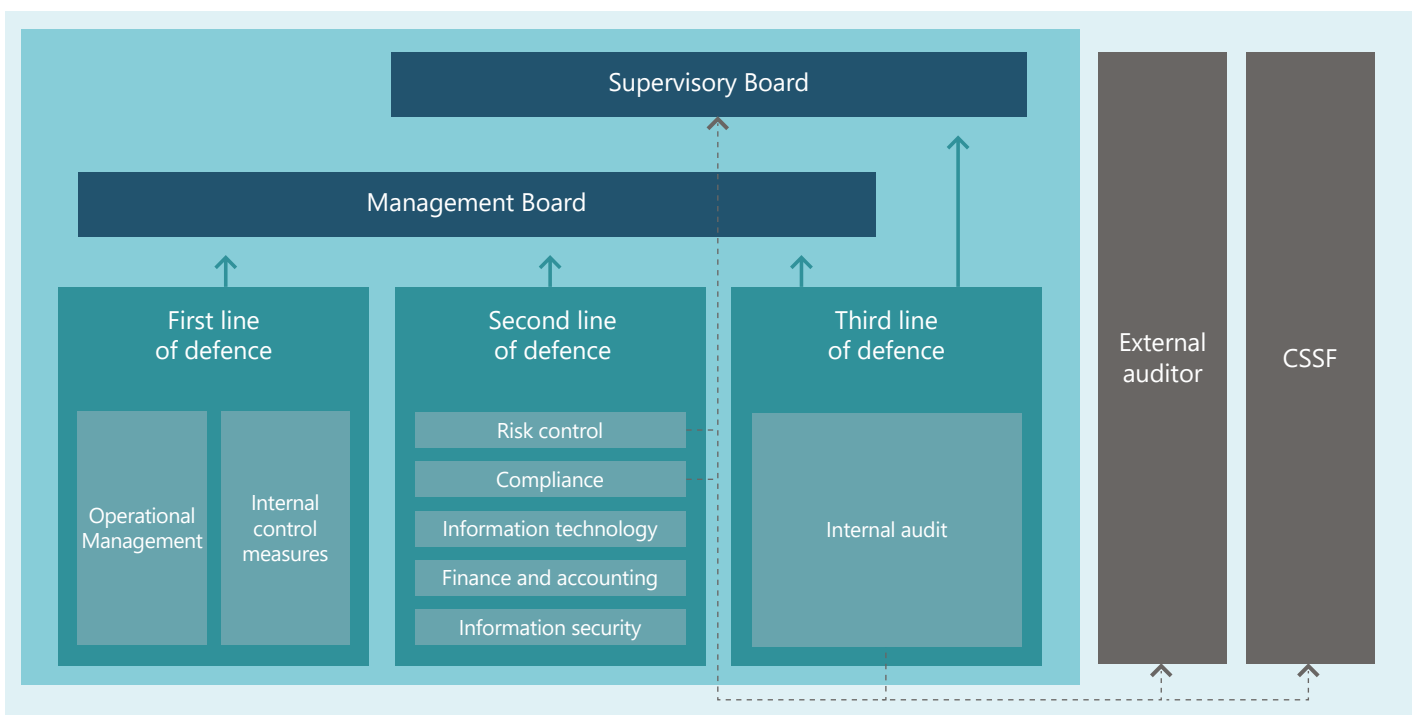 Supervisory Board
Management Board
First line
of defence
Operational
Management
Internal
control
measures
Second line
of defence
Risk control
Compliance
Information technology
Finance and accounting
Information security
Third line
of defence
Internal audit
External
auditor
CSSF